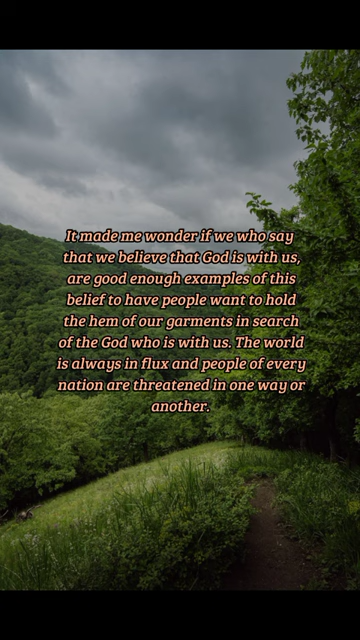 It made me wonder if we who say
that we believe that God is with us,
are good enough examples of this
belief to have people want to hold
the hem of our garments in search
of the God who is with us. The world
is always in flux and people of every
nation are threatened in one way or
another.